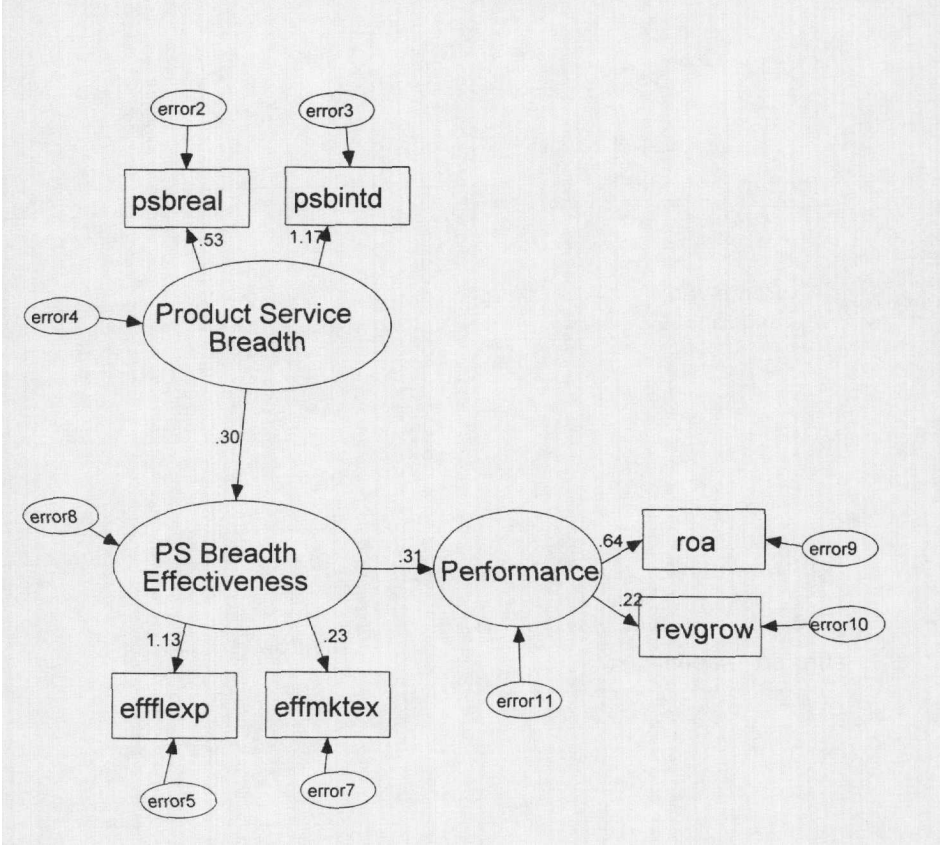 error2
error3
psbreal
psbintd
.53
1.17
error4
Product Service
Breadth
.30
error8
PS Breadth
Effectiveness
.31
Performance
.64
roa
error9
.22
revgrow
error10
1.13
.23
effflexp
effmktex
error11
error5
error7